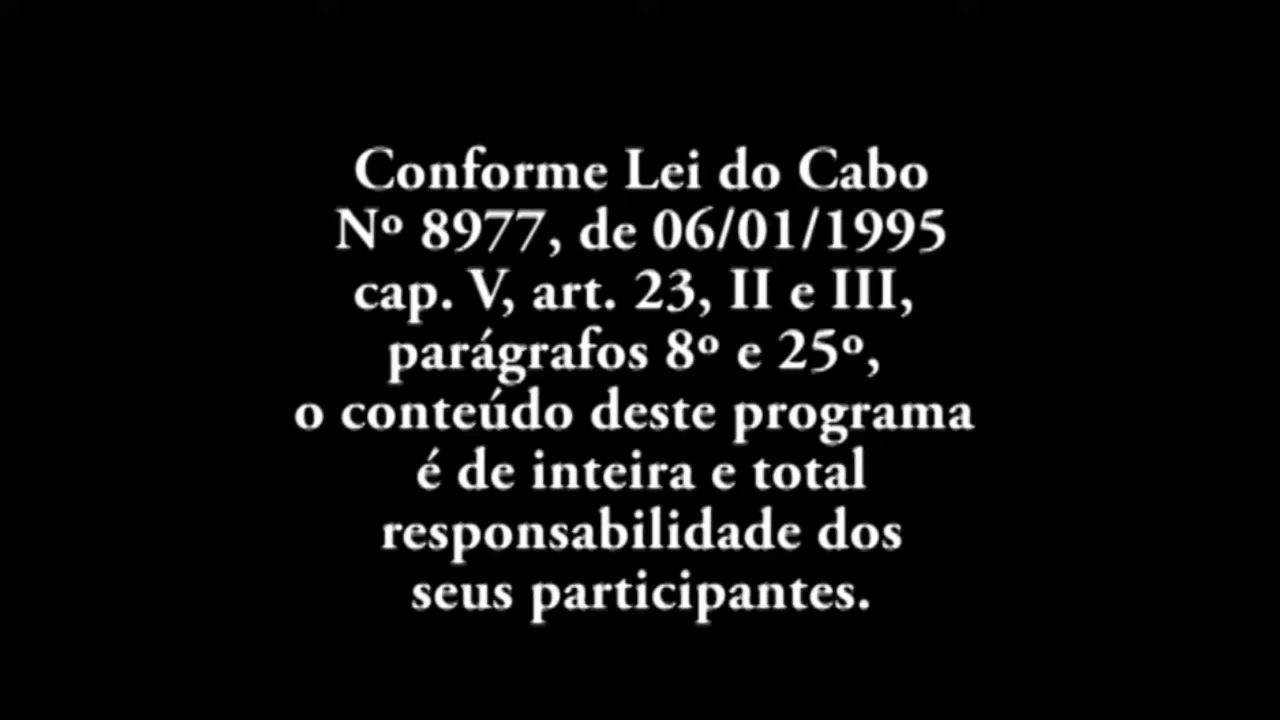 Conforme Lei do Cabo
Nº 8977, de 06/01/1995
cap. V, art. 23, II e III,
parágrafos 8º e 25º,
o conteúdo deste programa
é de inteira e total
responsabilidade dos
seus participantes.